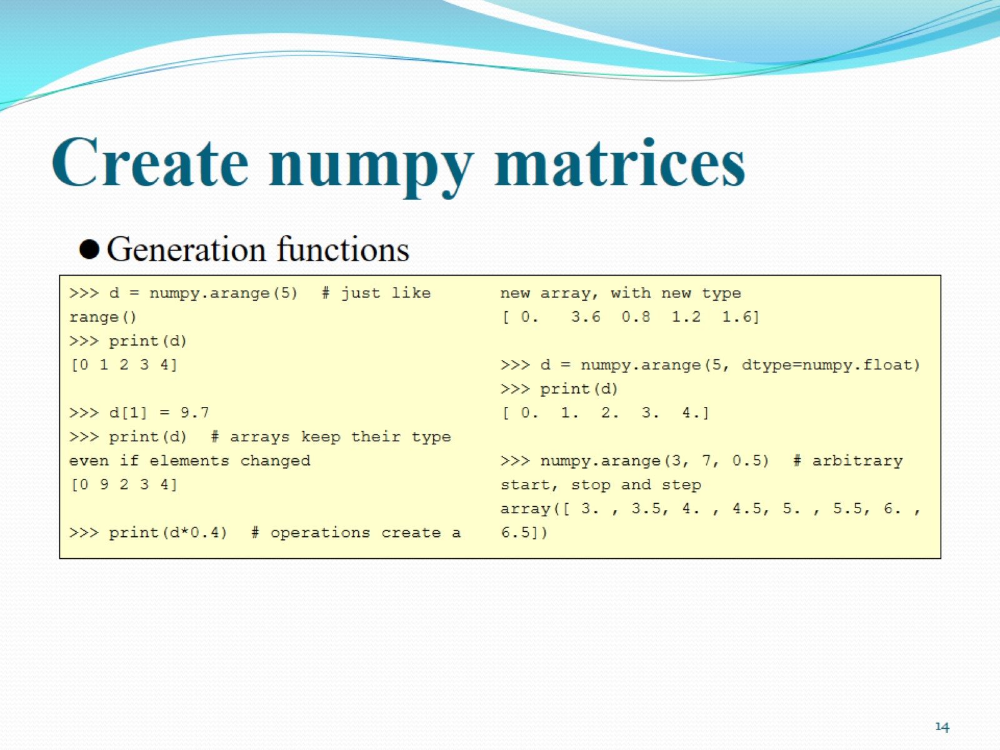 Create numpy matrices
● Generation functions
>>> d = numpy.arange(5)  # just like
range()
>>> print(d)
[0 1 2 3 4]
>>> d[1] = 9.7
>>> print(d)  # arrays keep their type
even if elements changed
[0 9 2 3 4]
>>> print(d*0.4)  # operations create a
new array, with new type
[ 0.   3.6  0.8  1.2  1.6]
>>> d = numpy.arange(5, dtype=numpy.float)
>>> print(d)
[ 0.  1.  2.  3.  4.]
>>> numpy.arange(3, 7, 0.5)  # arbitrary
start, stop and step
array([ 3. , 3.5, 4. , 4.5, 5. , 5.5, 6. ,
6.5])
14